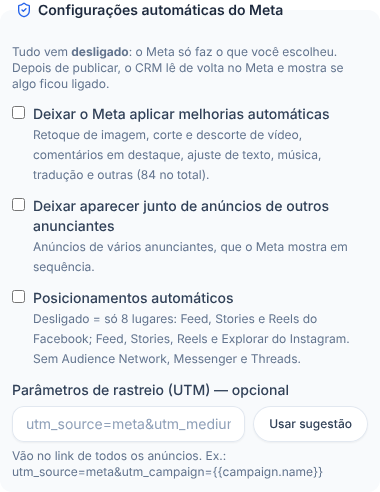 Configurações automáticas do Meta
Tudo vem desligado: o Meta só faz o que você escolheu.
Depois de publicar, o CRM lê de volta no Meta e mostra se
algo ficou ligado.
Deixar o Meta aplicar melhorias automáticas
Retoque de imagem, corte e descorte de vídeo,
comentários em destaque, ajuste de texto, música,
tradução e outras (84 no total).
Deixar aparecer junto de anúncios de outros
anunciantes
Anúncios de vários anunciantes, que o Meta mostra em
sequência.
Posicionamentos automáticos
Desligado = só 8 lugares: Feed, Stories e Reels do
Facebook; Feed, Stories, Reels e Explorar do Instagram.
Sem Audience Network, Messenger e Threads.
Parâmetros de rastreio (UTM) — opcional
utm_source=meta&utm_mediur
Usar sugestão
Vão no link de todos os anúncios. Ex.:
utm_source=meta&utm_campaign={{campaign.name}}